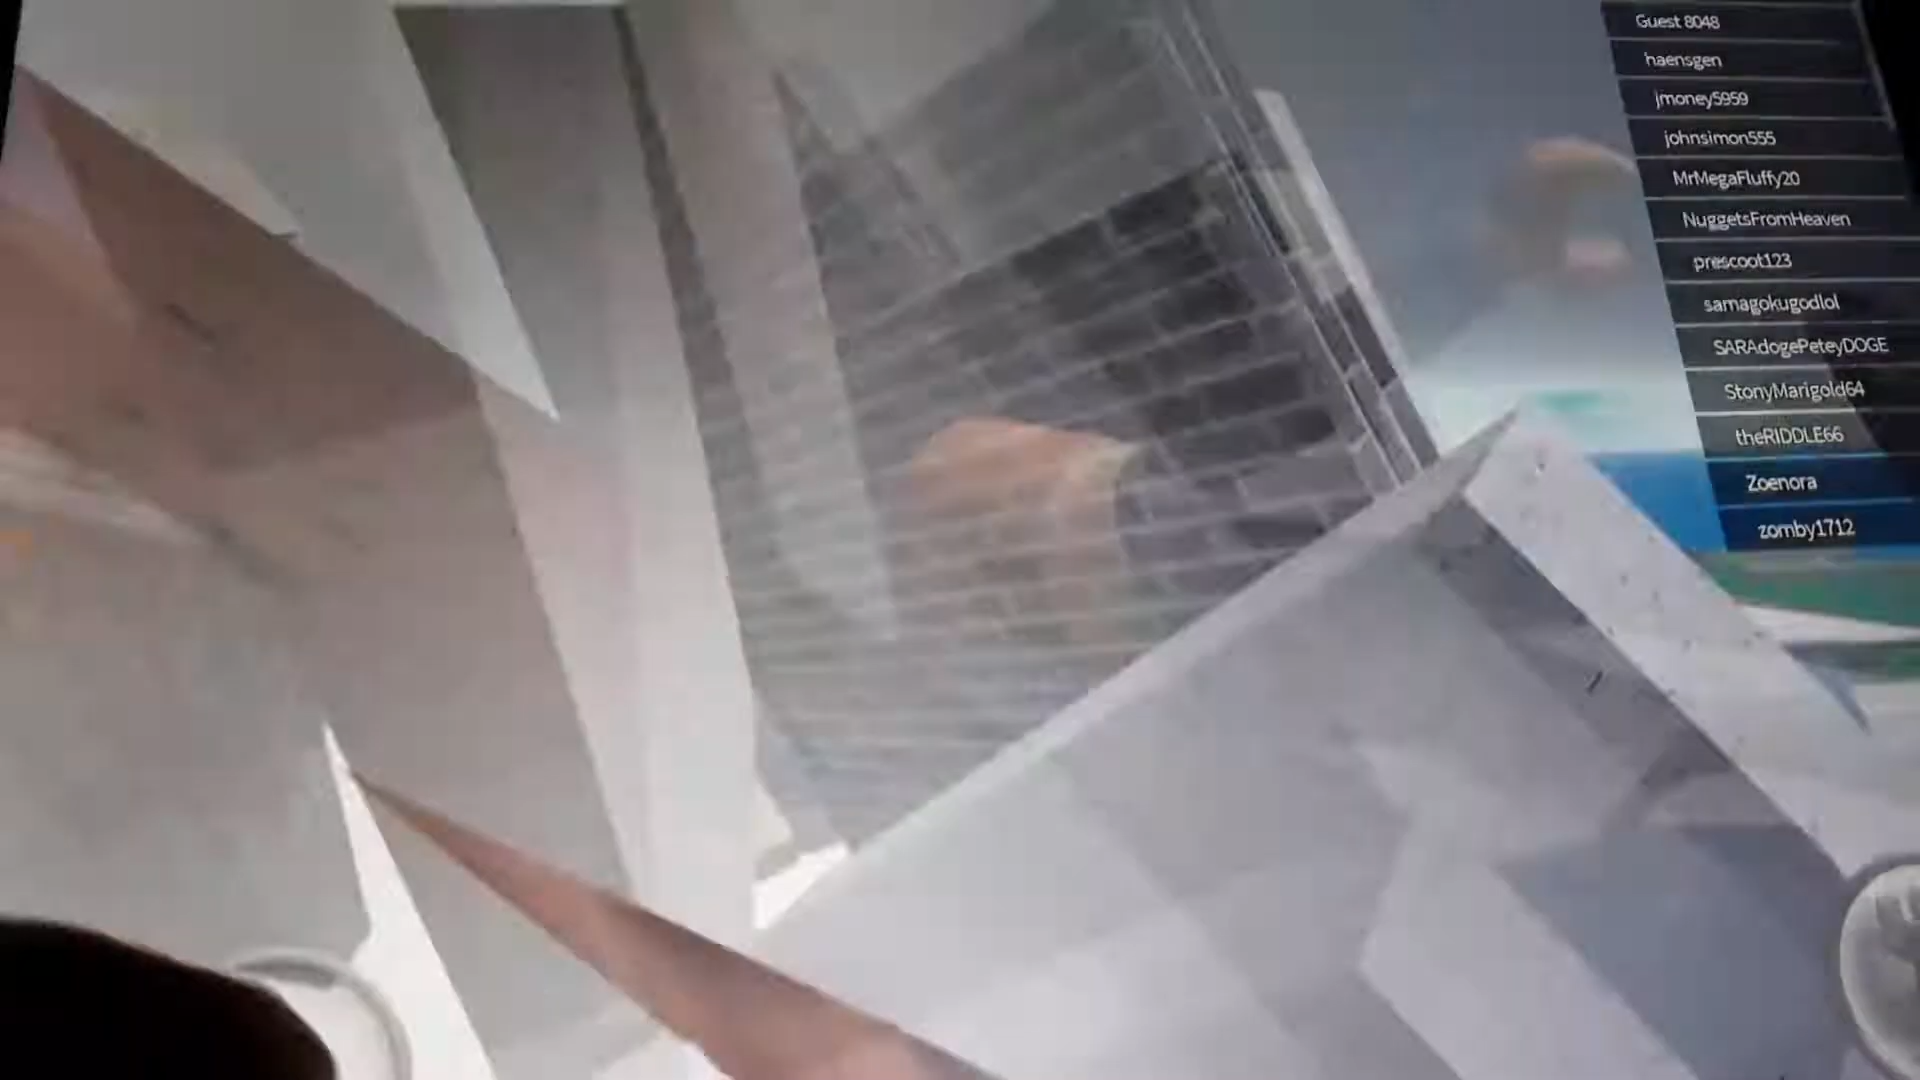 Guest 8048
haensgen
jmoney5959
johnsimon555
MrMegaFluffy20
NuggetsFromHeaven
prescoot123
samagokugodlol
SARAdogePeteyDOGE
StonyMarigold64
theRIDDLE66
Zoenora
zomby1712